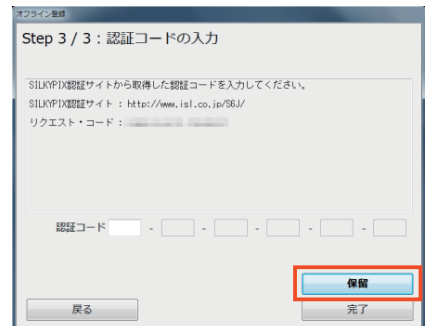 オフライン登録
Step 3 / 3：認証コードの入力
SILKYPIX認証サイトから取得した認証コードを入力してください。
SILKYPIX認証サイト : http://www.isl.co.jp/S6J/
リクエスト・コード :
認証コード - - - - - -
保留
戻る 完了